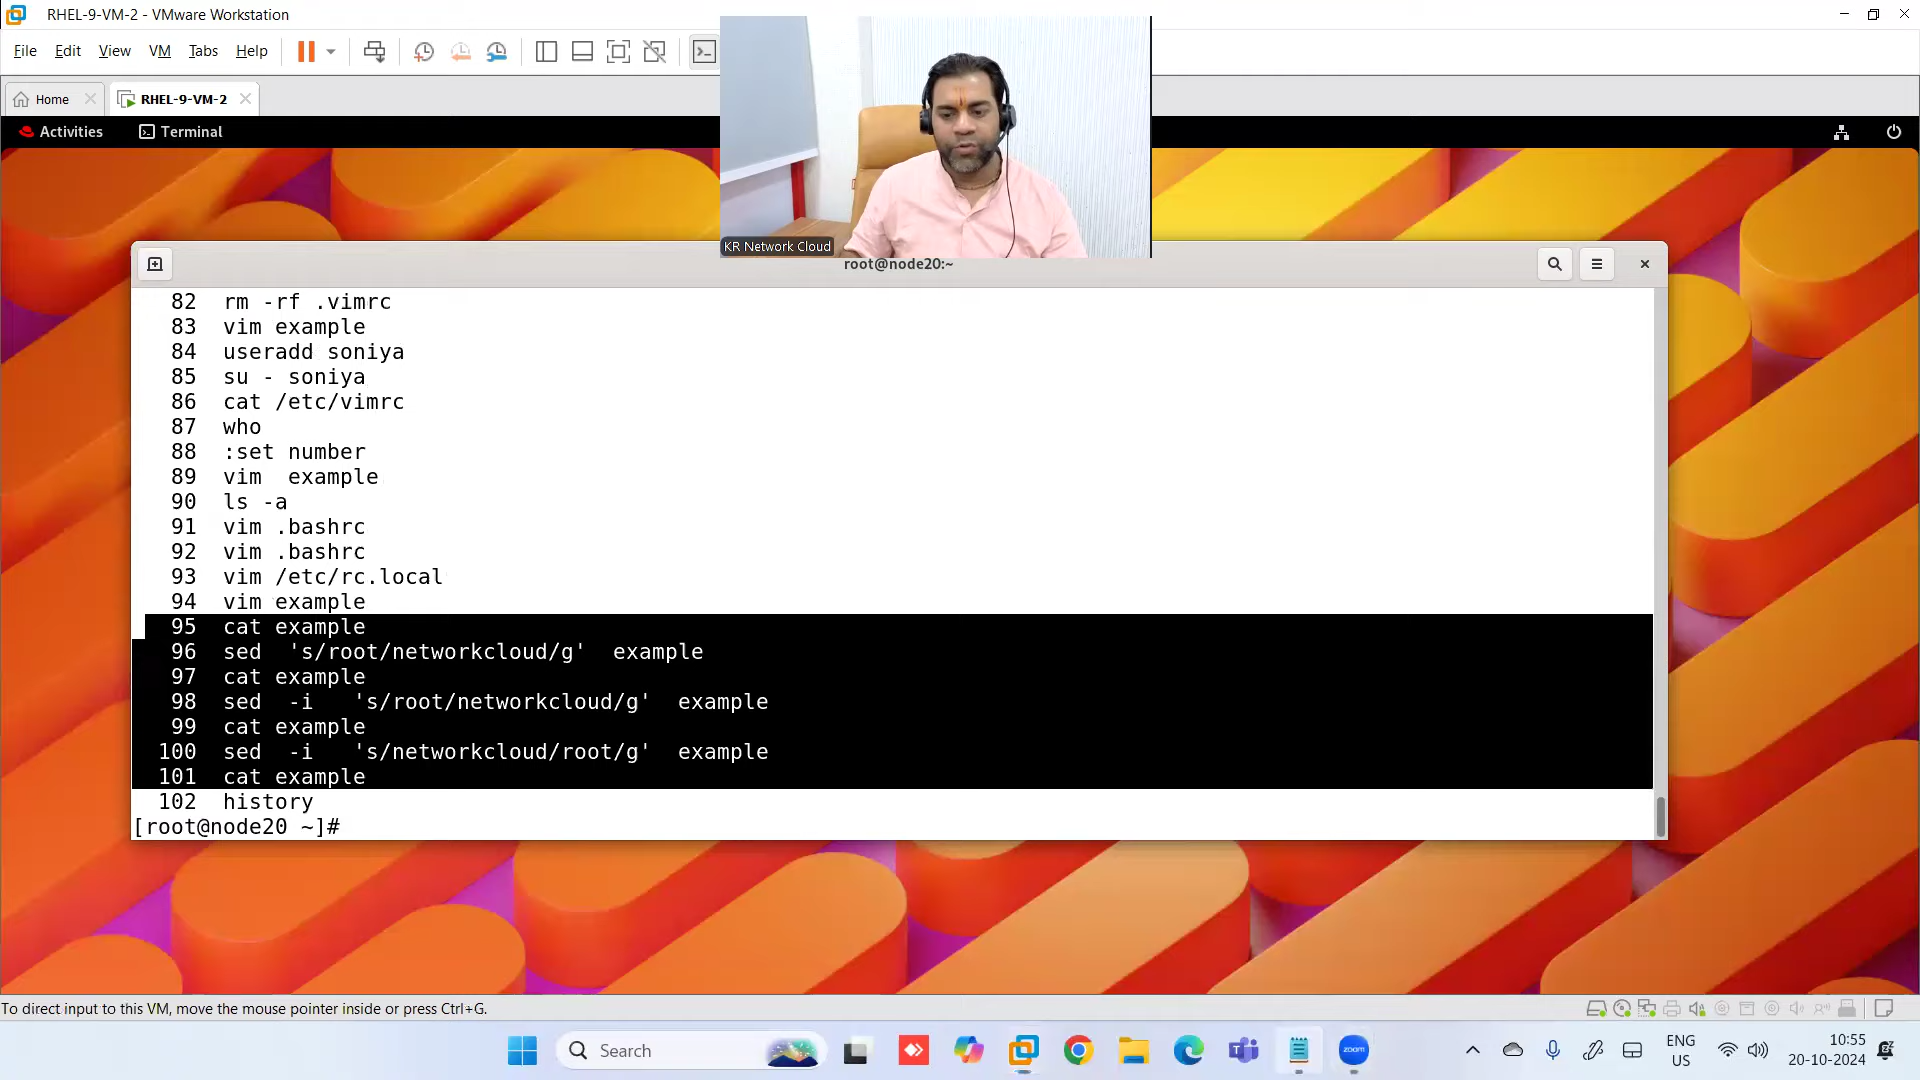 RHEL-9-VM-2 - VMware Workstation
File Edit View VM Tabs Help
Home RHEL-9-VM-2
Activities Terminal
KR Network Cloud
root@node20:~
82 rm -rf .vimrc
83 vim example
84 useradd soniya
85 su - soniya
86 cat /etc/vimrc
87 who
88 :set number
89 vim  example
90 ls -a
91 vim .bashrc
92 vim .bashrc
93 vim /etc/rc.local
94 vim example
95 cat example
96 sed  's/root/networkcloud/g'  example
97 cat example
98 sed  -i   's/root/networkcloud/g'  example
99 cat example
100 sed  -i   's/networkcloud/root/g'  example
101 cat example
102 history
[root@node20 ~]#
To direct input to this VM, move the mouse pointer inside or press Ctrl+G.
Search
zoom
ENG
US
10:55
20-10-2024